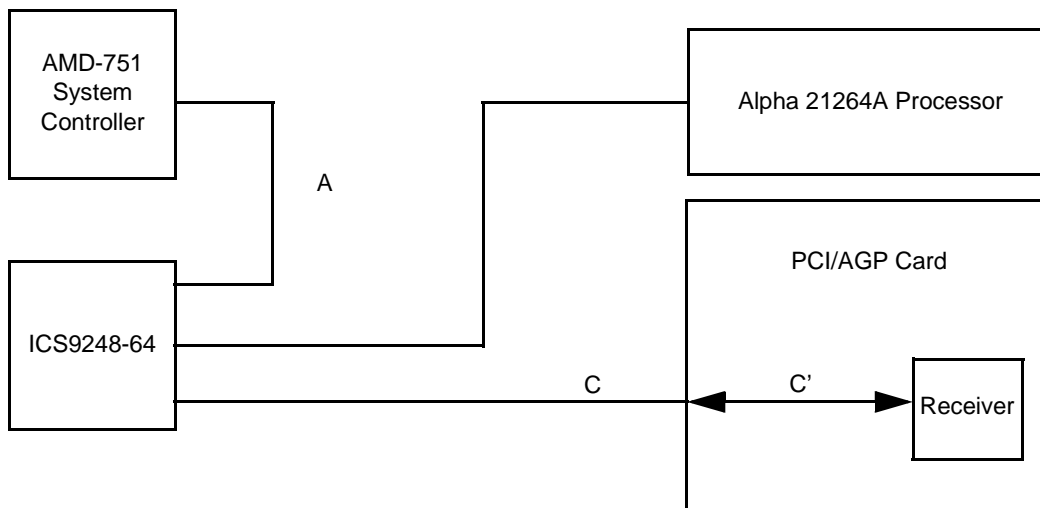 AMD-751
System
Controller
Alpha 21264A Processor
A
PCI/AGP Card
ICS9248-64
C
C’
Receiver